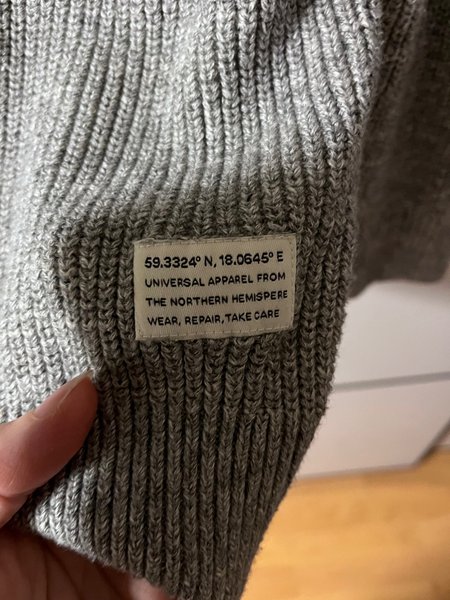 59.3324° N, 18.0645° E
UNIVERSAL APPAREL FROM
THE NORTHERN HEMISPERE
WEAR, REPAIR, TAKE CARE